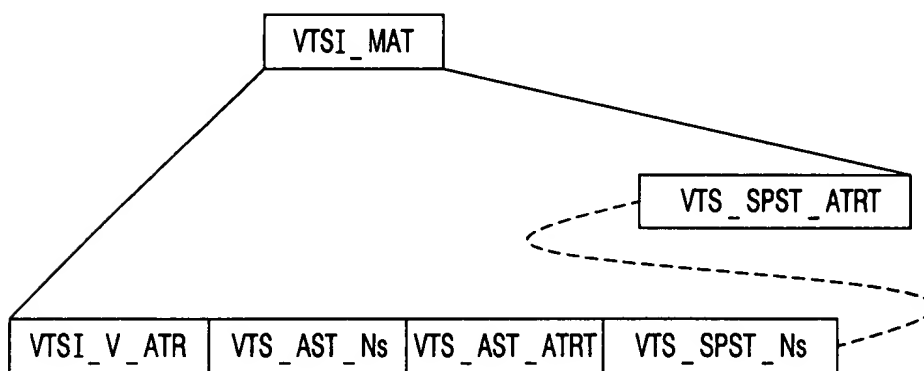 VTSI_MAT
VTS_SPST_ATRT
VTSI_V_ATR VTS_AST_Ns VTS_AST_ATRT VTS_SPST_Ns